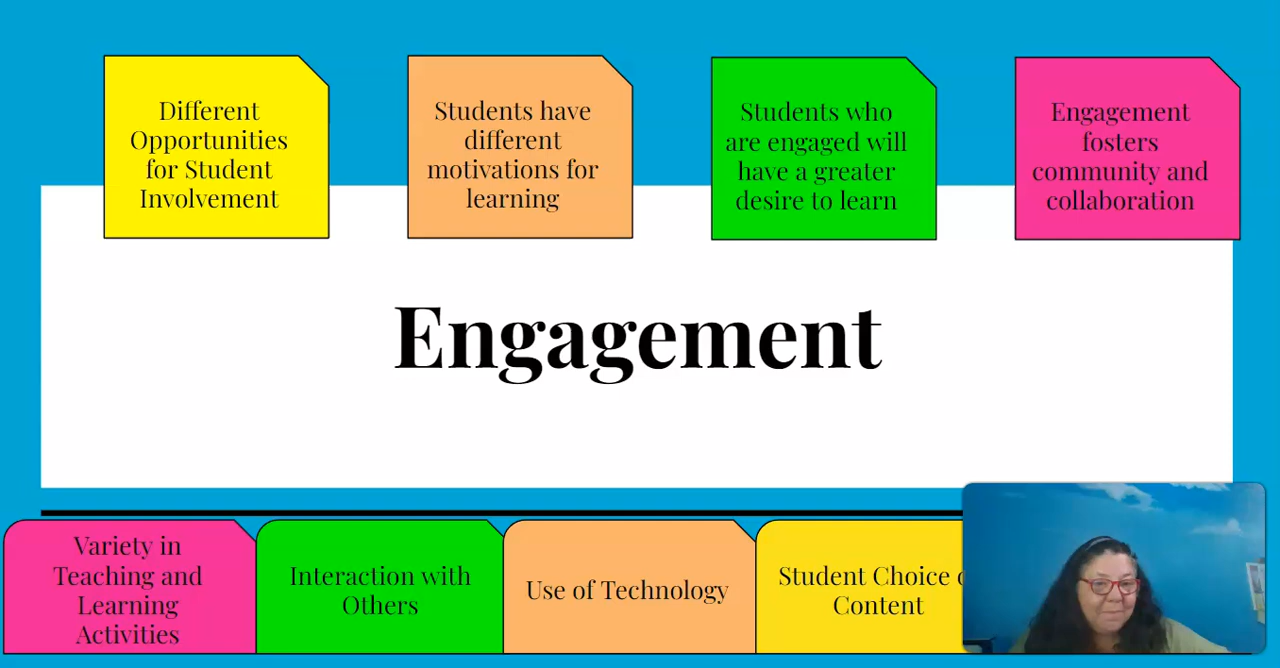 Different
Opportunities
for Student
Involvement
Students have
different
motivations for
learning
Students who
are engaged will
have a greater
desire to learn
Engagement
fosters
community and
collaboration
Engagement
Variety in
Teaching and
Learning
Activities
Interaction with
Others
Use of Technology
Student Choice
Content